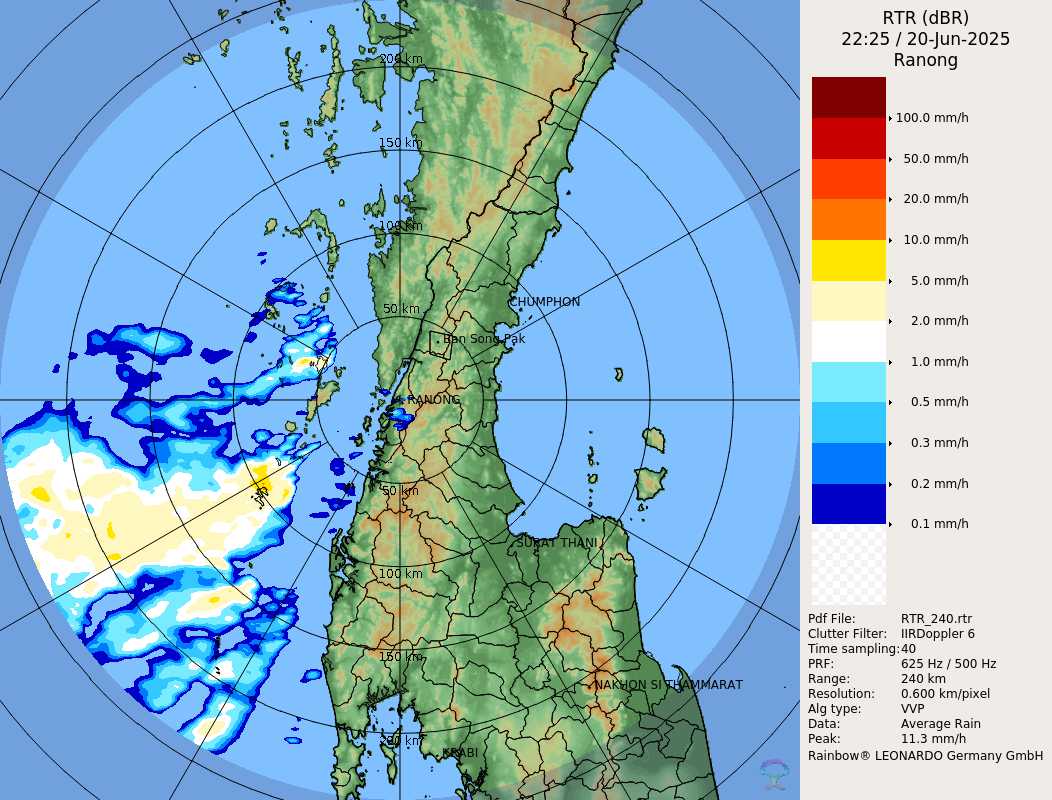 RTR (dBR)
22:25 / 20-Jun-2025
Ranong
100.0 mm/h
50.0 mm/h
20.0 mm/h
10.0 mm/h
5.0 mm/h
2.0 mm/h
1.0 mm/h
0.5 mm/h
0.3 mm/h
0.2 mm/h
0.1 mm/h
Pdf File: RTR_240.rtr
Clutter Filter: IIRDoppler 6
Time sampling: 40
PRF: 625 Hz / 500 Hz
Range: 240 km
Resolution: 0.600 km/pixel
Alg type: VVP
Data: Average Rain
Peak: 11.3 mm/h
Rainbow® LEONARDO Germany GmbH
200 km
150 km
100 km
50 km
CHUMPHON
Ban Song Pak
RANONG
50 km
SURAT THANI
100 km
150 km
NAKHON SI THAMMARAT
200 km
KRABI